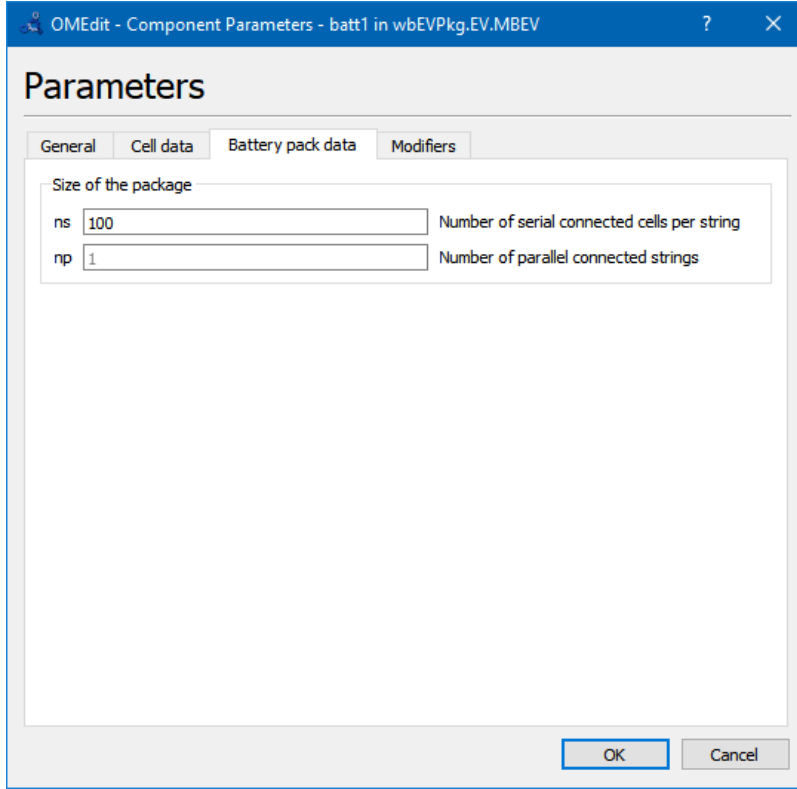 OMEdit - Component Parameters - batt1 in wbEVPkg.EV.MBEV ? ✕
Parameters
General Cell data Battery pack data Modifiers
Size of the package
ns 100 Number of serial connected cells per string
np 1 Number of parallel connected strings
OK Cancel